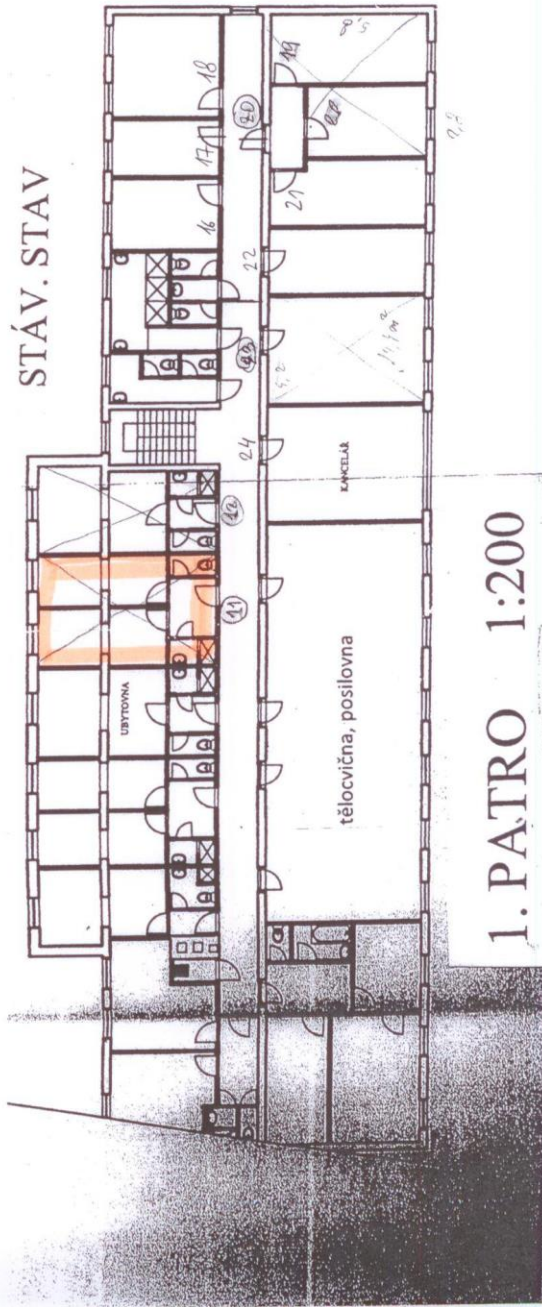 STÁV. STAV
18
17
16
20
19
21
22
24
12
11
UBYTOVNA
KANCELÁŘ
tělocvična, posilovna
1. PATRO 1:200